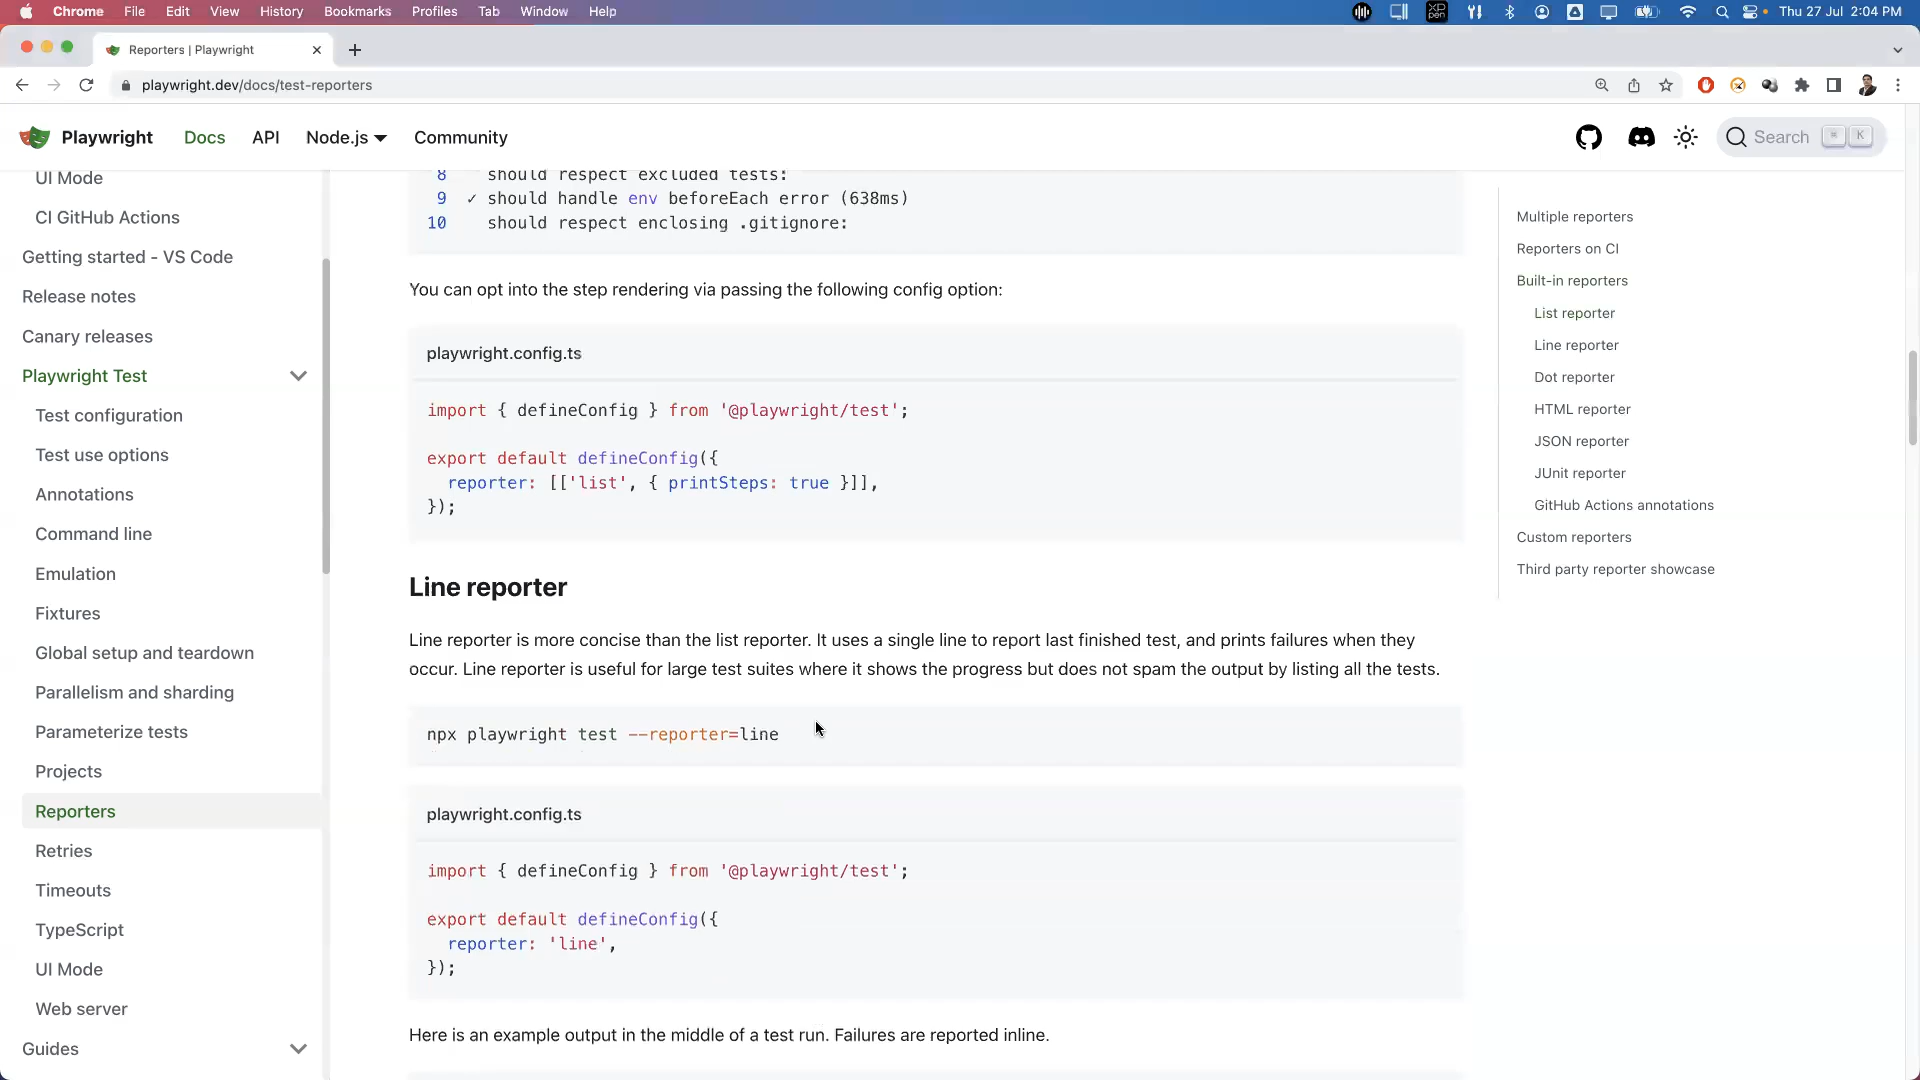 Chrome File Edit View History Bookmarks Profiles Tab Window Help
XP pen
Thu 27 Jul 2:04 PM
Reporters | Playwright
playwright.dev/docs/test-reporters
Playwright Docs API Node.js Community
Search K
UI Mode
CI GitHub Actions
Getting started - VS Code
Release notes
Canary releases
Playwright Test
Test configuration
Test use options
Annotations
Command line
Emulation
Fixtures
Global setup and teardown
Parallelism and sharding
Parameterize tests
Projects
Reporters
Retries
Timeouts
TypeScript
UI Mode
Web server
Guides
8 should respect excluded tests:
9 ✓ should handle env beforeEach error (638ms)
10 should respect enclosing .gitignore:
You can opt into the step rendering via passing the following config option:
playwright.config.ts
import { defineConfig } from '@playwright/test';
export default defineConfig({
reporter: [['list', { printSteps: true }]],
});
Line reporter
Line reporter is more concise than the list reporter. It uses a single line to report last finished test, and prints failures when they
occur. Line reporter is useful for large test suites where it shows the progress but does not spam the output by listing all the tests.
npx playwright test --reporter=line
playwright.config.ts
import { defineConfig } from '@playwright/test';
export default defineConfig({
reporter: 'line',
});
Here is an example output in the middle of a test run. Failures are reported inline.
Multiple reporters
Reporters on CI
Built-in reporters
List reporter
Line reporter
Dot reporter
HTML reporter
JSON reporter
JUnit reporter
GitHub Actions annotations
Custom reporters
Third party reporter showcase